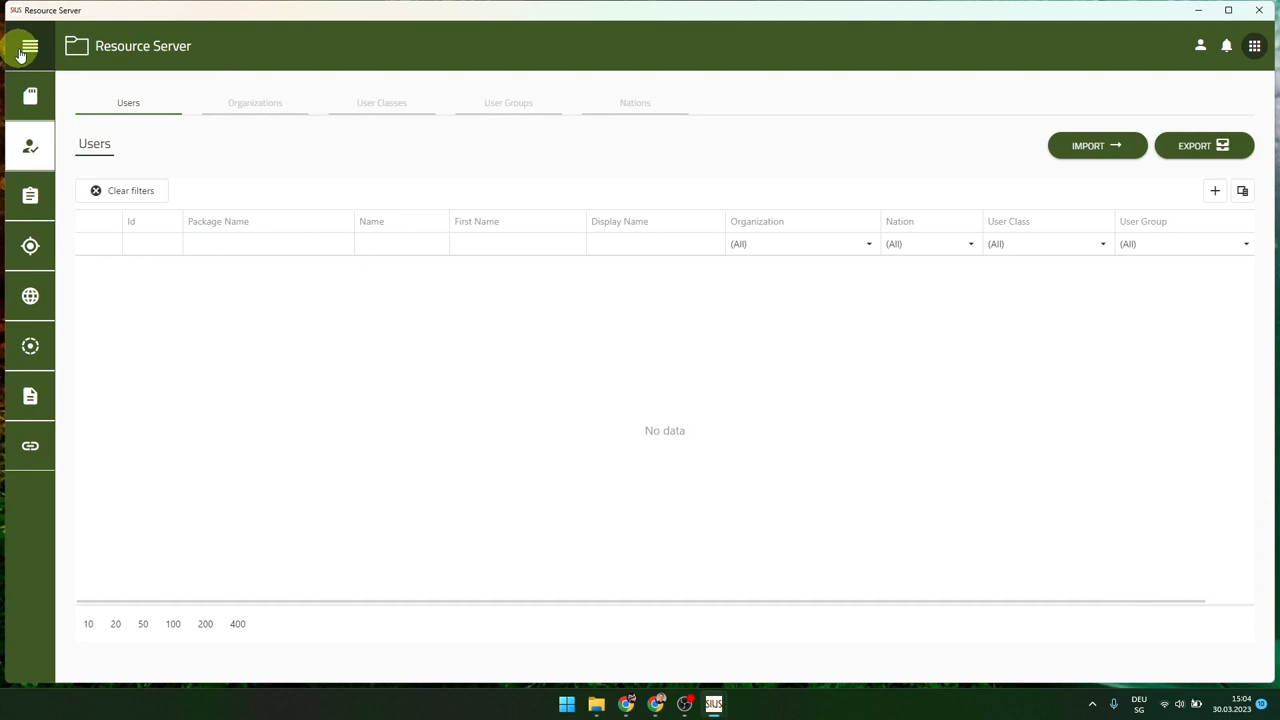 SIUS Resource Server
Resource Server
Users Organizations User Classes User Groups Nations
Users
IMPORT
EXPORT
Clear filters
Id Package Name Name First Name Display Name Organization Nation User Class User Group
(All) (All) (All) (All)
No data
10 20 50 100 200 400
SIUS
DEU
SG
15:04
30.03.2023
10